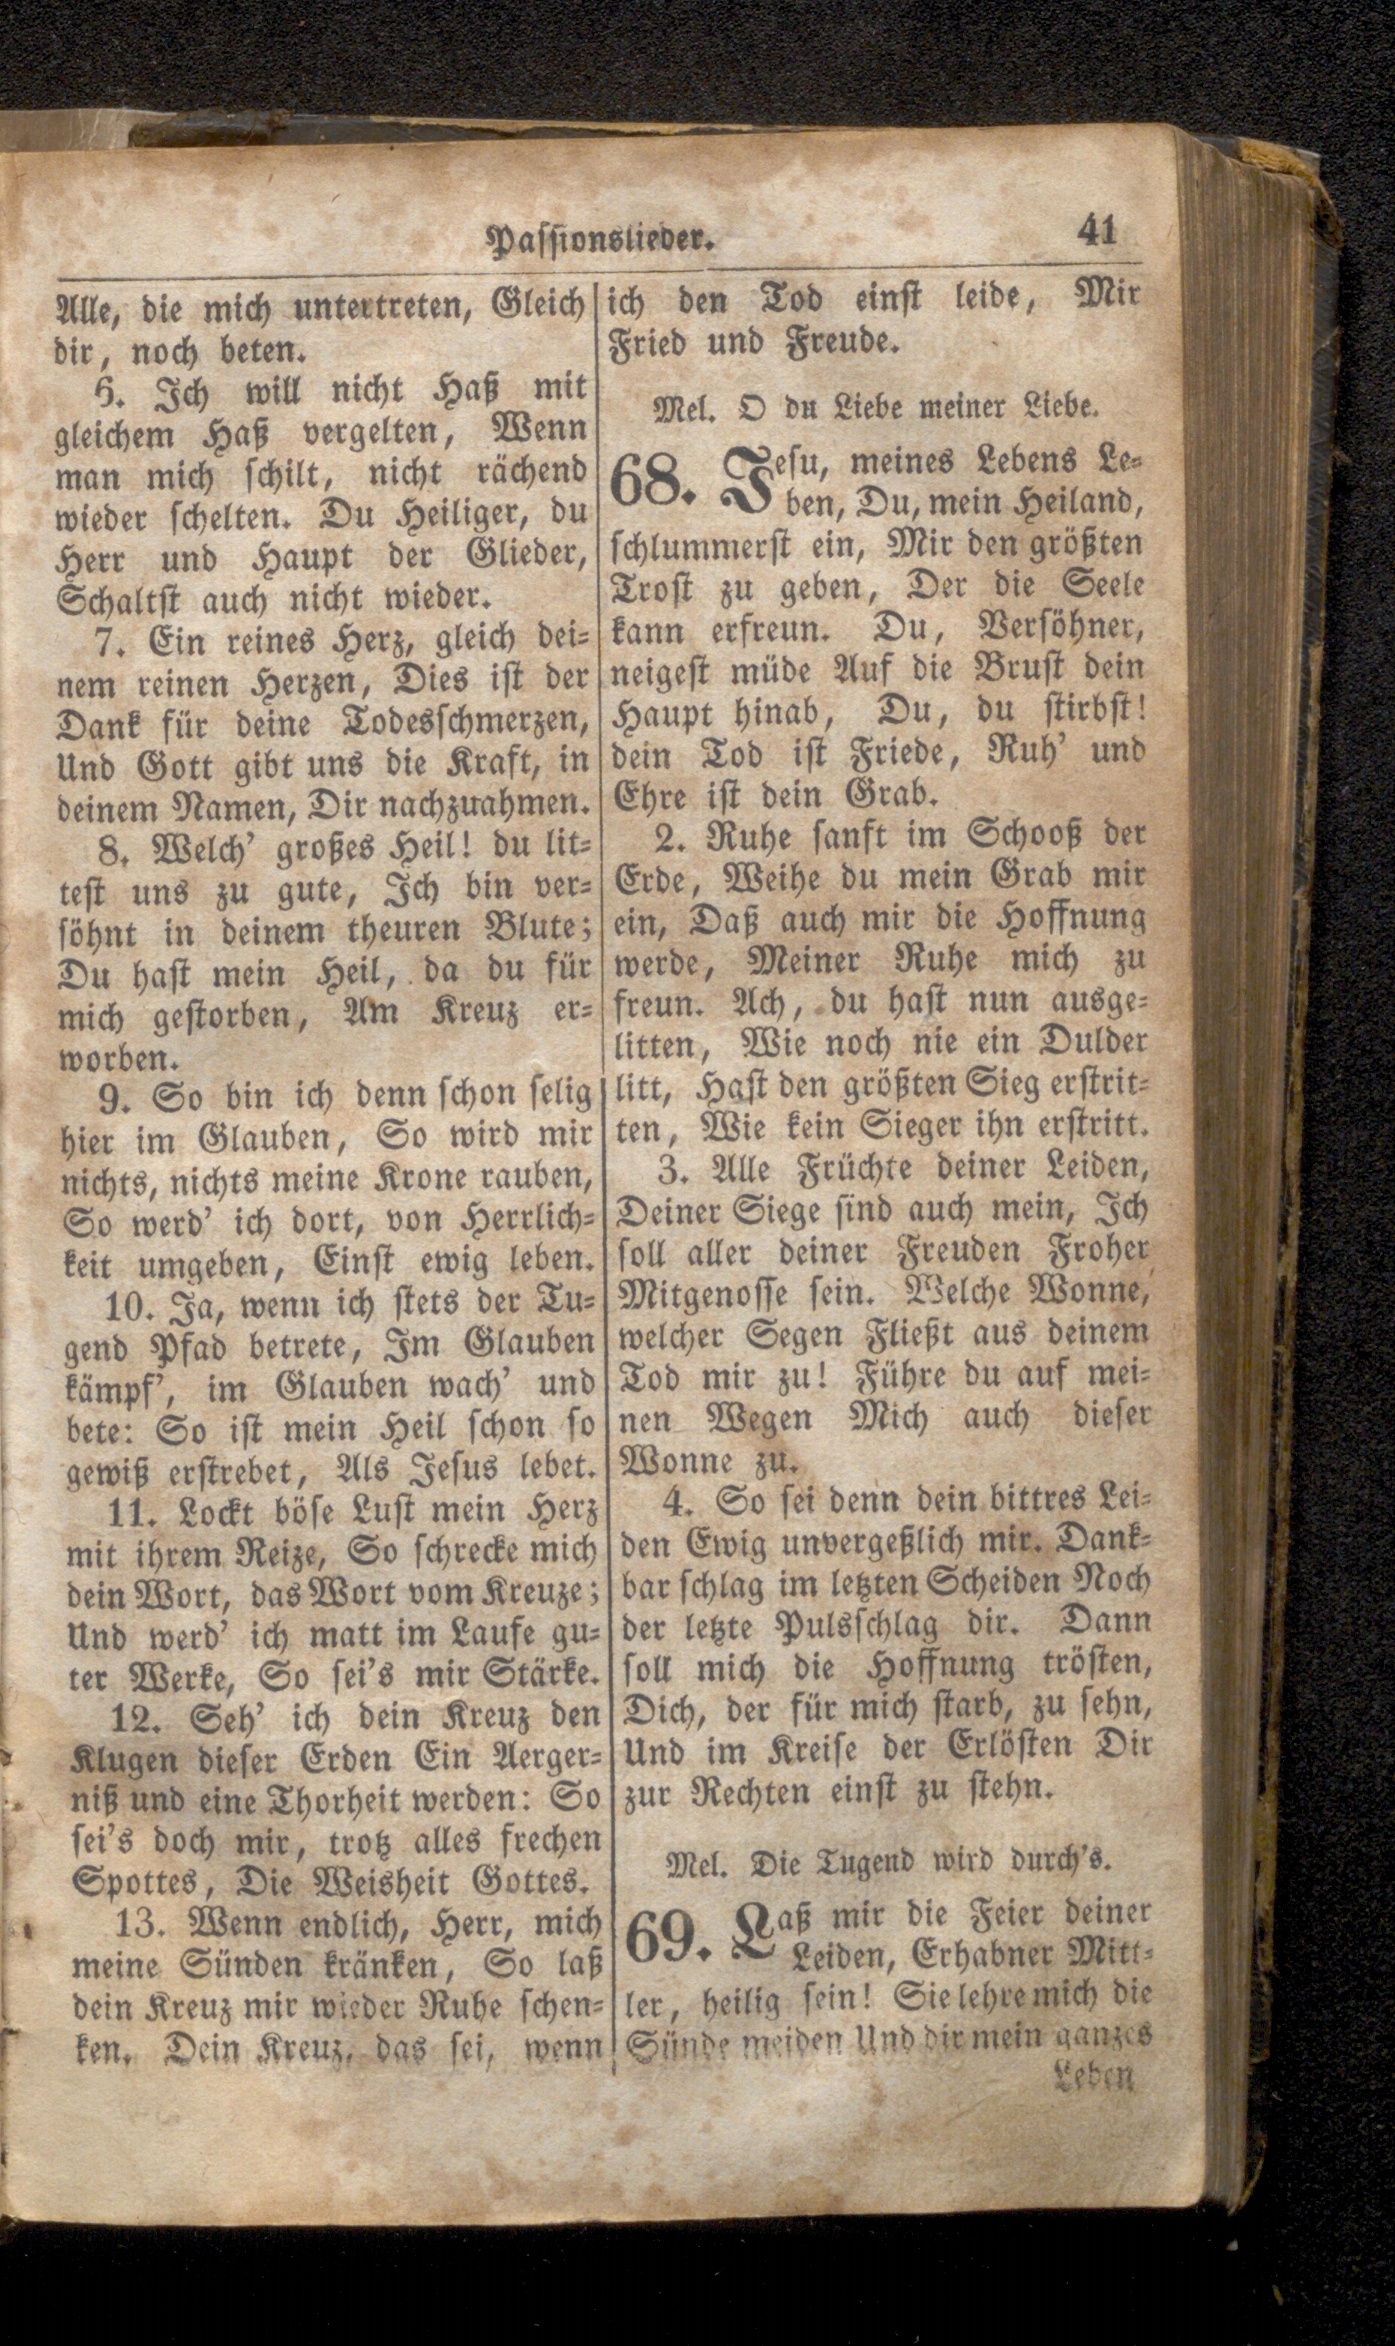 Passionslieder. 41
Alle, die mich untertreten, Gleich
dir, noch beten.
6. Ich will nicht Haß mit
gleichem Haß vergelten, Wenn
man mich schilt, nicht rächend
wieder schelten. Du Heiliger, du
Herr und Haupt der Glieder,
Schaltst auch nicht wieder.
7. Ein reines Herz, gleich dei-
nem reinen Herzen, Dies ist der
Dank für deine Todesschmerzen,
Und Gott gibt uns die Kraft, in
deinem Namen, Dir nachzuahmen.
8. Welch' großes Heil! du lit-
test uns zu gute, Ich bin ver-
söhnt in deinem theuren Blute;
Du hast mein Heil, da du für
mich gestorben, Am Kreuz er-
worben.
9. So bin ich denn schon selig
hier im Glauben, So wird mir
nichts, nichts meine Krone rauben,
So werd' ich dort, von Herrlich-
keit umgeben, Einst ewig leben.
10. Ja, wenn ich stets der Tu-
gend Pfad betrete, Im Glauben
kämpf', im Glauben wach' und
bete: So ist mein Heil schon so
gewiß erstrebet, Als Jesus lebet.
11. Lockt böse Lust mein Herz
mit ihrem Reize, So schrecke mich
dein Wort, das Wort vom Kreuze;
Und werd' ich matt im Laufe gu-
ter Werke, So sei's mir Stärke.
12. Seh' ich dein Kreuz den
Klugen dieser Erden Ein Aerger-
niß und eine Thorheit werden: So
sei's doch mir, trotz alles frechen
Spottes, Die Weisheit Gottes.
13. Wenn endlich, Herr, mich
meine Sünden kränken, So laß
dein Kreuz mir wieder Ruhe schen-
ken. Dein Kreuz, das sei, wenn
ich den Tod einst leide, Mir
Fried und Freude.
Mel. O du Liebe meiner Liebe.
68. Jesu, meines Lebens Le-
ben, Du, mein Heiland,
schlummerst ein, Mir den größten
Trost zu geben, Der die Seele
kann erfreun. Du, Versöhner,
neigest müde Auf die Brust dein
Haupt hinab, Du, du stirbst!
dein Tod ist Friede, Ruh' und
Ehre ist dein Grab.
2. Ruhe sanft im Schooß der
Erde, Weihe du mein Grab mir
ein, Daß auch mir die Hoffnung
werde, Meiner Ruhe mich zu
freun. Ach, du hast nun ausge-
litten, Wie noch nie ein Dulder
litt, Hast den größten Sieg erstrit-
ten, Wie kein Sieger ihn erstritt.
3. Alle Früchte deiner Leiden,
Deiner Siege sind auch mein, Ich
soll aller deiner Freuden Froher
Mitgenosse sein. Welche Wonne,
welcher Segen Fließt aus deinem
Tod mir zu! Führe du auf mei-
nen Wegen Mich auch dieser
Wonne zu.
4. So sei denn dein bittres Lei-
den Ewig unvergeßlich mir. Dank-
bar schlag im letzten Scheiden Noch
der letzte Pulsschlag dir. Dann
soll mich die Hoffnung trösten,
Dich, der für mich starb, zu sehn,
Und im Kreise der Erlösten Dir
zur Rechten einst zu stehn.
Mel. Die Tugend wird durch's.
69. Laß mir die Feier deiner
Leiden, Erhabner Mitt-
ler, heilig sein! Sie lehre mich die
Sünde meiden Und dir mein ganzes
Leben